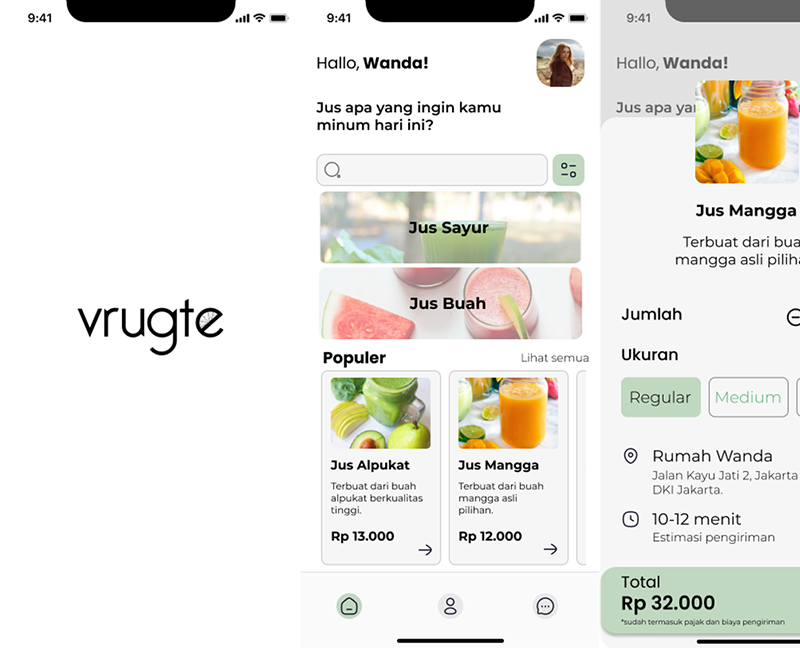 9:41
vrugte
9:41
Hallo, Wanda!
Jus apa yang ingin kamu
minum hari ini?
Jus Sayur
Jus Buah
Populer
Lihat semua
Jus Alpukat
Terbuat dari buah
alpukat berkualitas
tinggi.
Rp 13.000
Jus Mangga
Terbuat dari buah
mangga asli
pilihan.
Rp 12.000
9:41
Hallo, Wanda!
Jus apa yan
Jus Mangga
Terbuat dari bua
mangga asli piliha
Jumlah
Ukuran
Regular
Medium
Rumah Wanda
Jalan Kayu Jati 2, Jakarta
DKI Jakarta.
10-12 menit
Estimasi pengiriman
Total
Rp 32.000
*sudah termasuk pajak dan biaya pengiriman